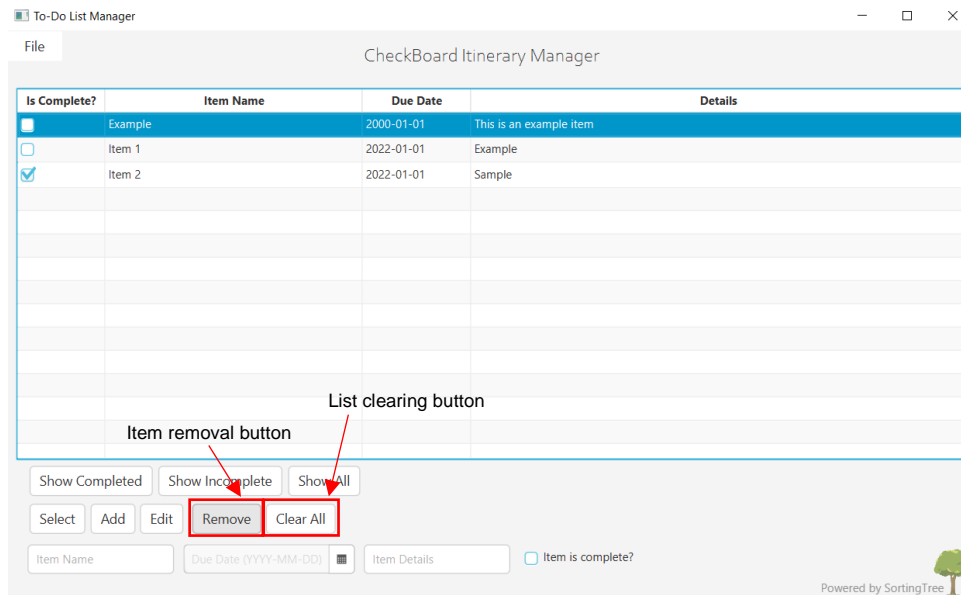 To-Do List Manager
File
CheckBoard Itinerary Manager
Is Complete? Item Name Due Date Details
Example 2000-01-01 This is an example item
Item 1 2022-01-01 Example
Item 2 2022-01-01 Sample
List clearing button
Item removal button
Show Completed Show Incomplete Show All
Select Add Edit Remove Clear All
Item Name Due Date (YYYY-MM-DD) Item Details Item is complete?
Powered by SortingTree